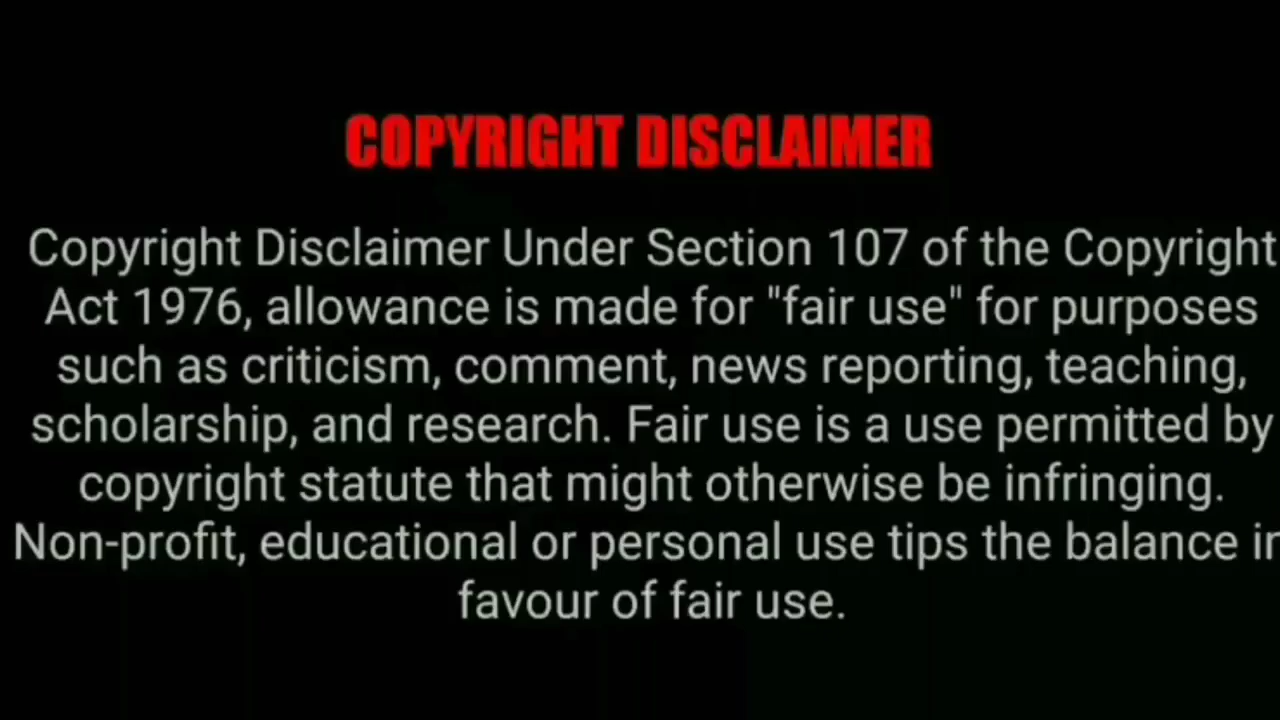 COPYRIGHT DISCLAIMER
Copyright Disclaimer Under Section 107 of the Copyright
Act 1976, allowance is made for "fair use" for purposes
such as criticism, comment, news reporting, teaching,
scholarship, and research. Fair use is a use permitted by
copyright statute that might otherwise be infringing.
Non-profit, educational or personal use tips the balance in
favour of fair use.